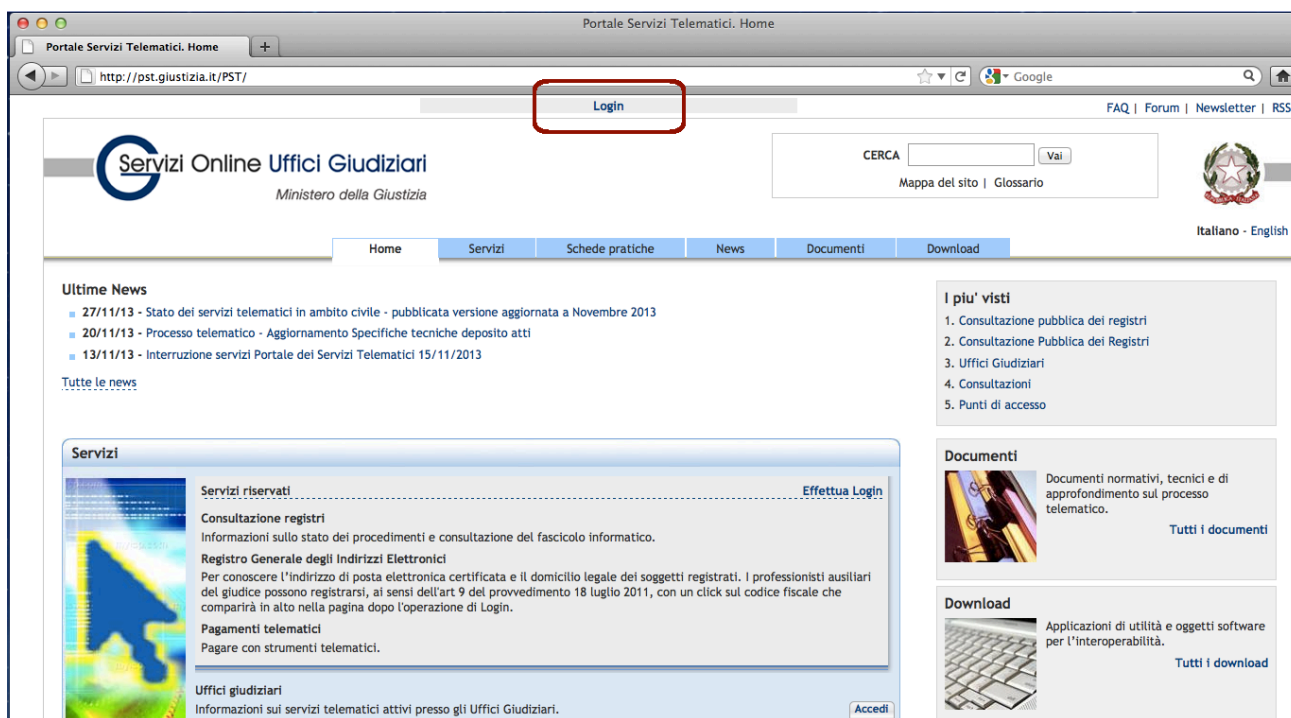 Portale Servizi Telematici. Home
Portale Servizi Telematici. Home
+
http://pst.giustizia.it/PST/
Google
Login
FAQ | Forum | Newsletter | RSS
Servizi Online Uffici Giudiziari
Ministero della Giustizia
CERCA
Vai
Mappa del sito | Glossario
Italiano - English
Home
Servizi
Schede pratiche
News
Documenti
Download
Ultime News
27/11/13 - Stato dei servizi telematici in ambito civile - pubblicata versione aggiornata a Novembre 2013
20/11/13 - Processo telematico - Aggiornamento Specifiche tecniche deposito atti
13/11/13 - Interruzione servizi Portale dei Servizi Telematici 15/11/2013
Tutte le news
I piu' visti
1. Consultazione pubblica dei registri
2. Consultazione Pubblica dei Registri
3. Uffici Giudiziari
4. Consultazioni
5. Punti di accesso
Servizi
Servizi riservati
Effettua Login
Consultazione registri
Informazioni sullo stato dei procedimenti e consultazione del fascicolo informatico.
Registro Generale degli Indirizzi Elettronici
Per conoscere l'indirizzo di posta elettronica certificata e il domicilio legale dei soggetti registrati. I professionisti ausiliari
del giudice possono registrarsi, ai sensi dell'art 9 del provvedimento 18 luglio 2011, con un click sul codice fiscale che
comparirà in alto nella pagina dopo l'operazione di Login.
Pagamenti telematici
Pagare con strumenti telematici.
Uffici giudiziari
Informazioni sui servizi telematici attivi presso gli Uffici Giudiziari.
Accedi
Documenti
Documenti normativi, tecnici e di
approfondimento sul processo
telematico.
Tutti i documenti
Download
Applicazioni di utilità e oggetti software
per l'interoperabilità.
Tutti i download